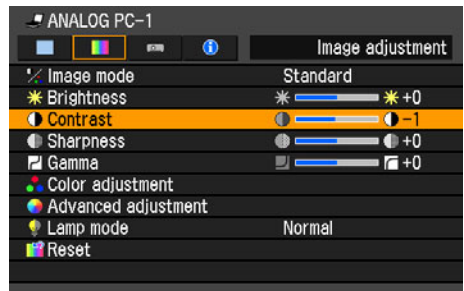 ANALOG PC-1
Image adjustment
Image mode Standard
Brightness +0
Contrast -1
Sharpness +0
Gamma +0
Color adjustment
Advanced adjustment
Lamp mode Normal
Reset